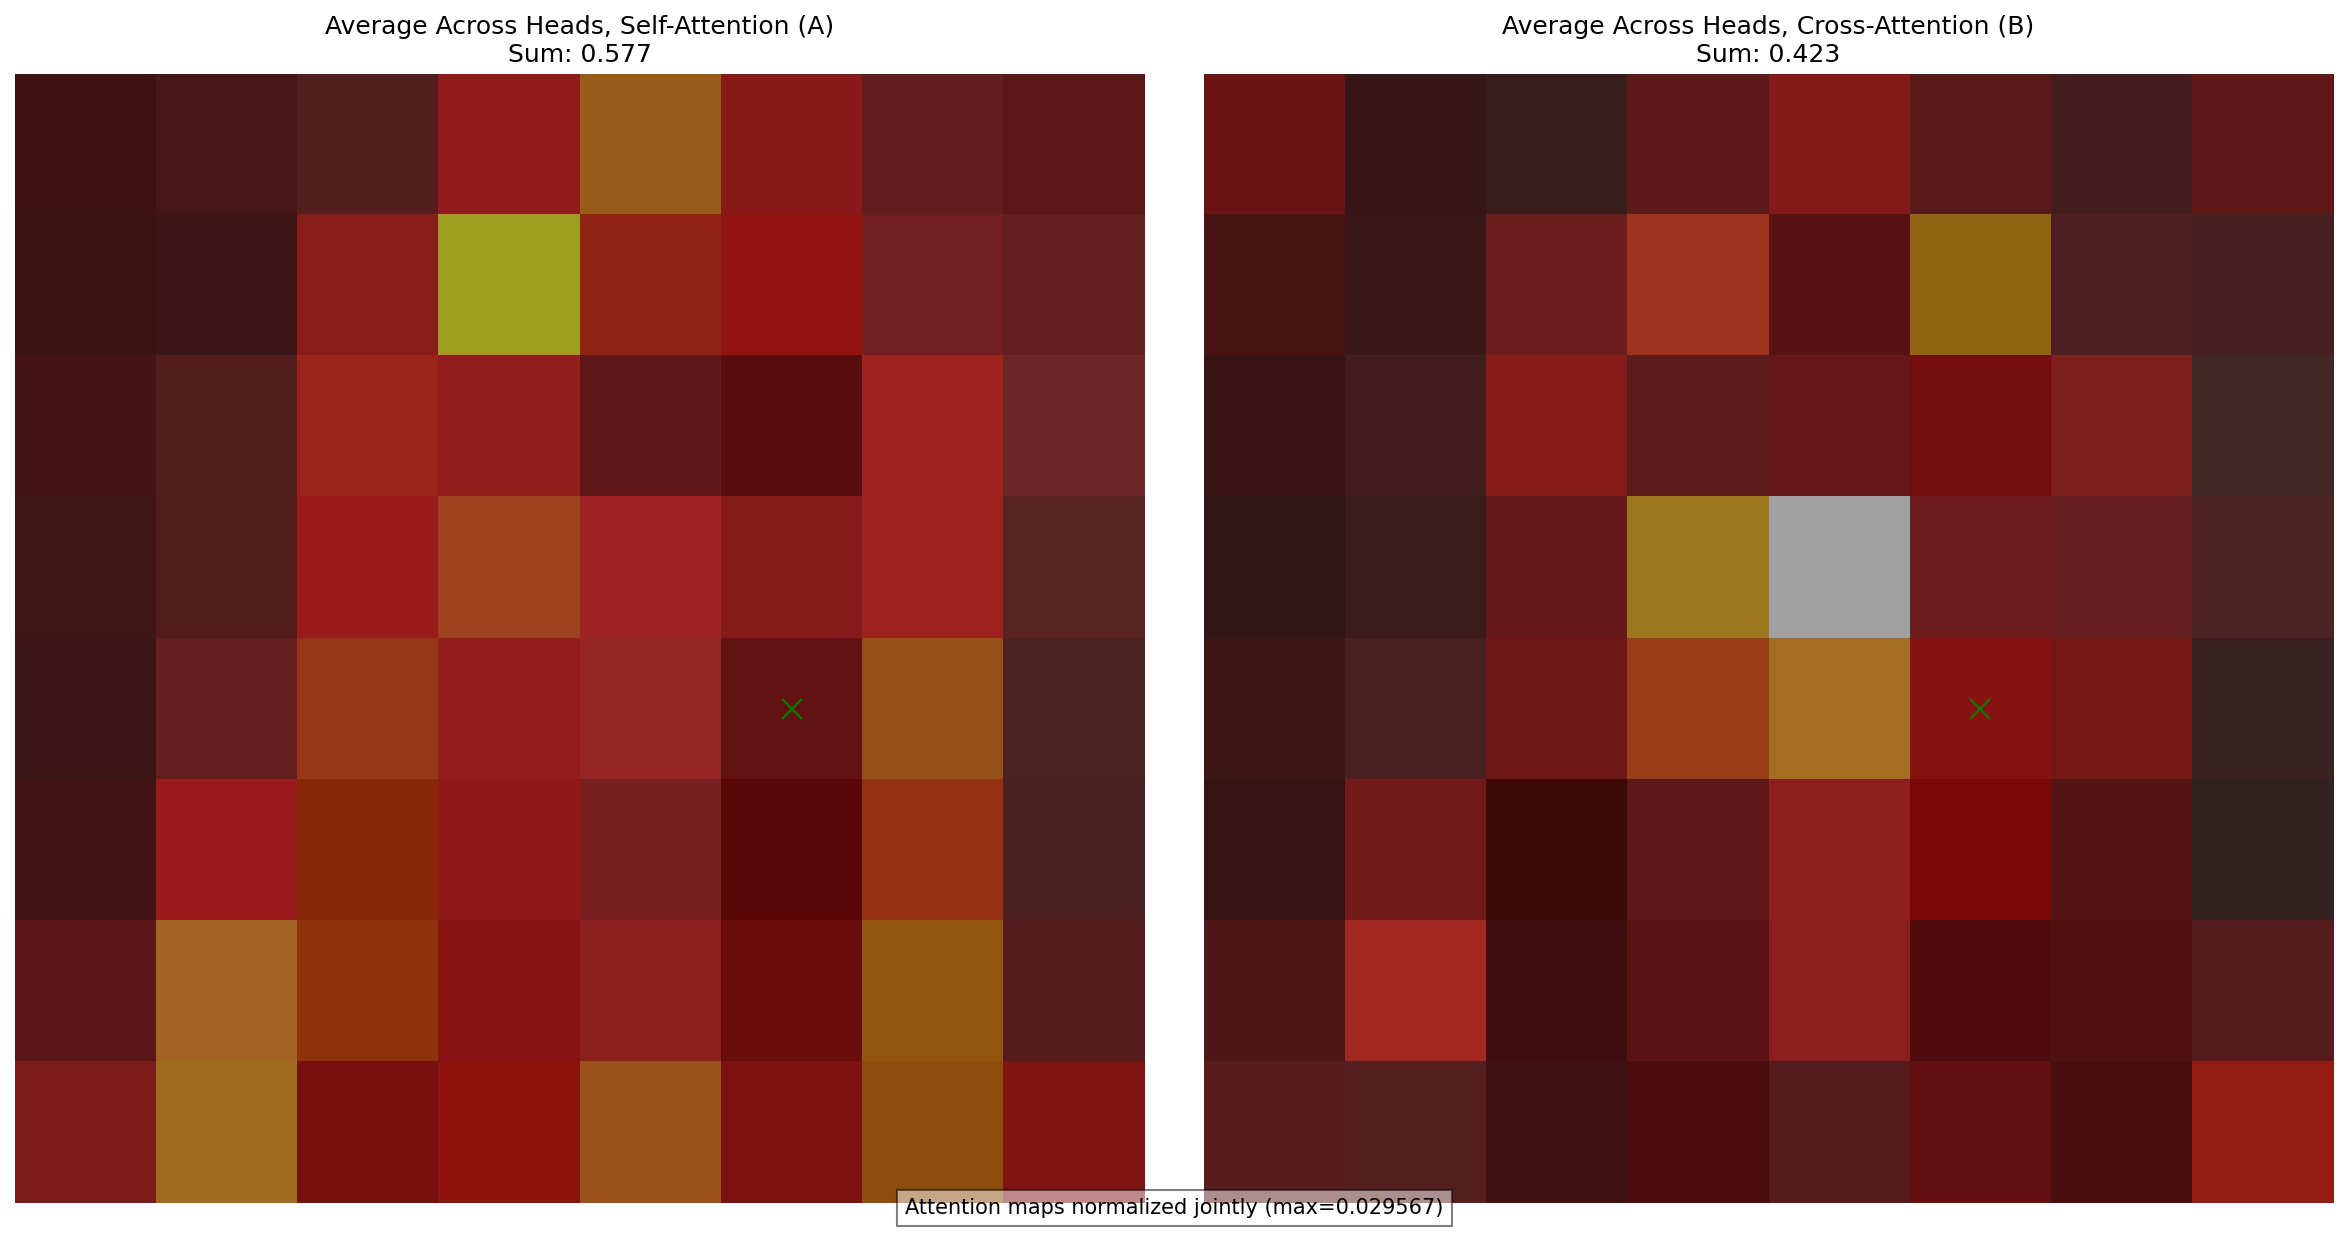 Average Across Heads, Self-Attention (A)
Sum: 0.577
Average Across Heads, Cross-Attention (B)
Sum: 0.423
Attention maps normalized jointly (max=0.029567)